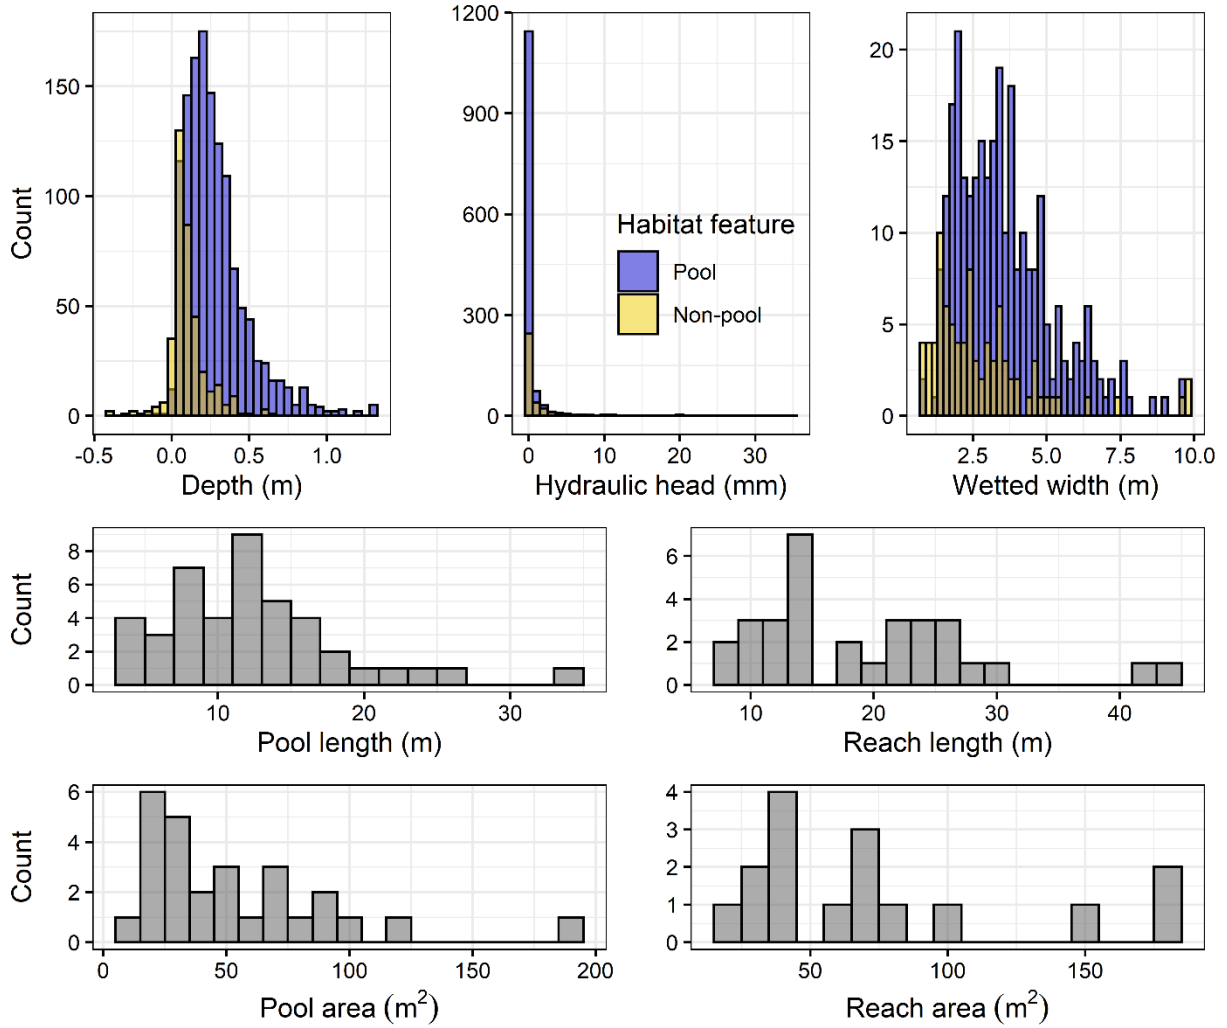 Count
150
100
50
0
-0.5 0.0 0.5 1.0
Depth (m)
1200
900
600
300
0
0 10 20 30
Hydraulic head (mm)
Habitat feature
Pool
Non-pool
20
15
10
5
0
2.5 5.0 7.5 10.0
Wetted width (m)
Count
8
6
4
2
0
10 20 30
Pool length (m)
6
4
2
0
10 20 30 40
Reach length (m)
Count
6
4
2
0
0 50 100 150 200
Pool area (m²)
4
3
2
1
0
50 100 150
Reach area (m²)